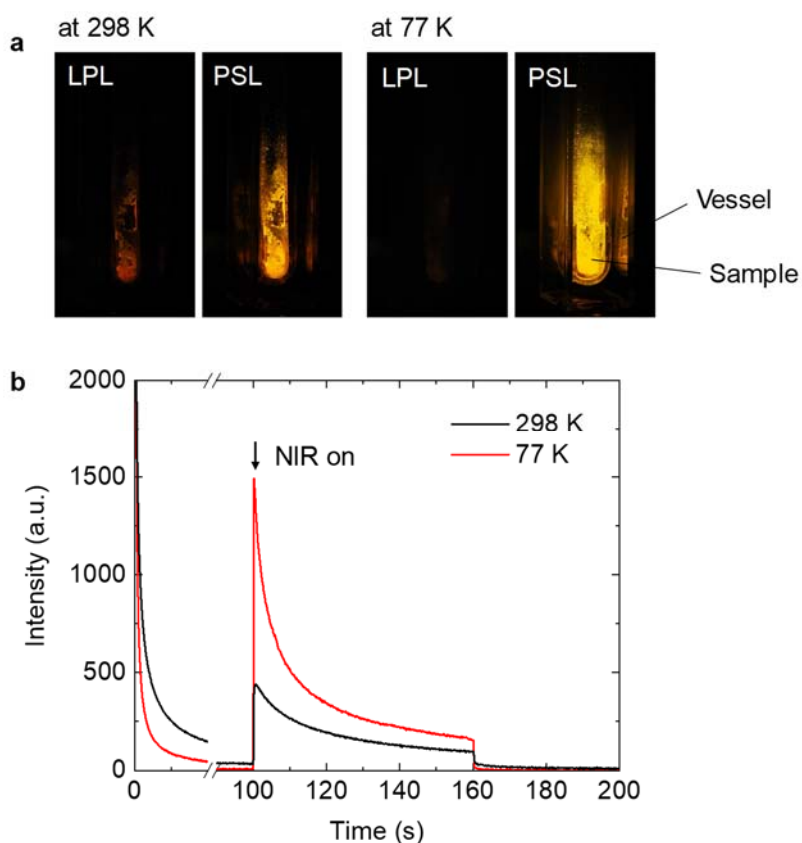 at 298 K
at 77 K
a
LPL
PSL
LPL
PSL
Vessel
Sample
b
2000
1500
1000
500
0
Intensity (a.u.)
298 K
77 K
NIR on
0
100
120
140
160
180
200
Time (s)